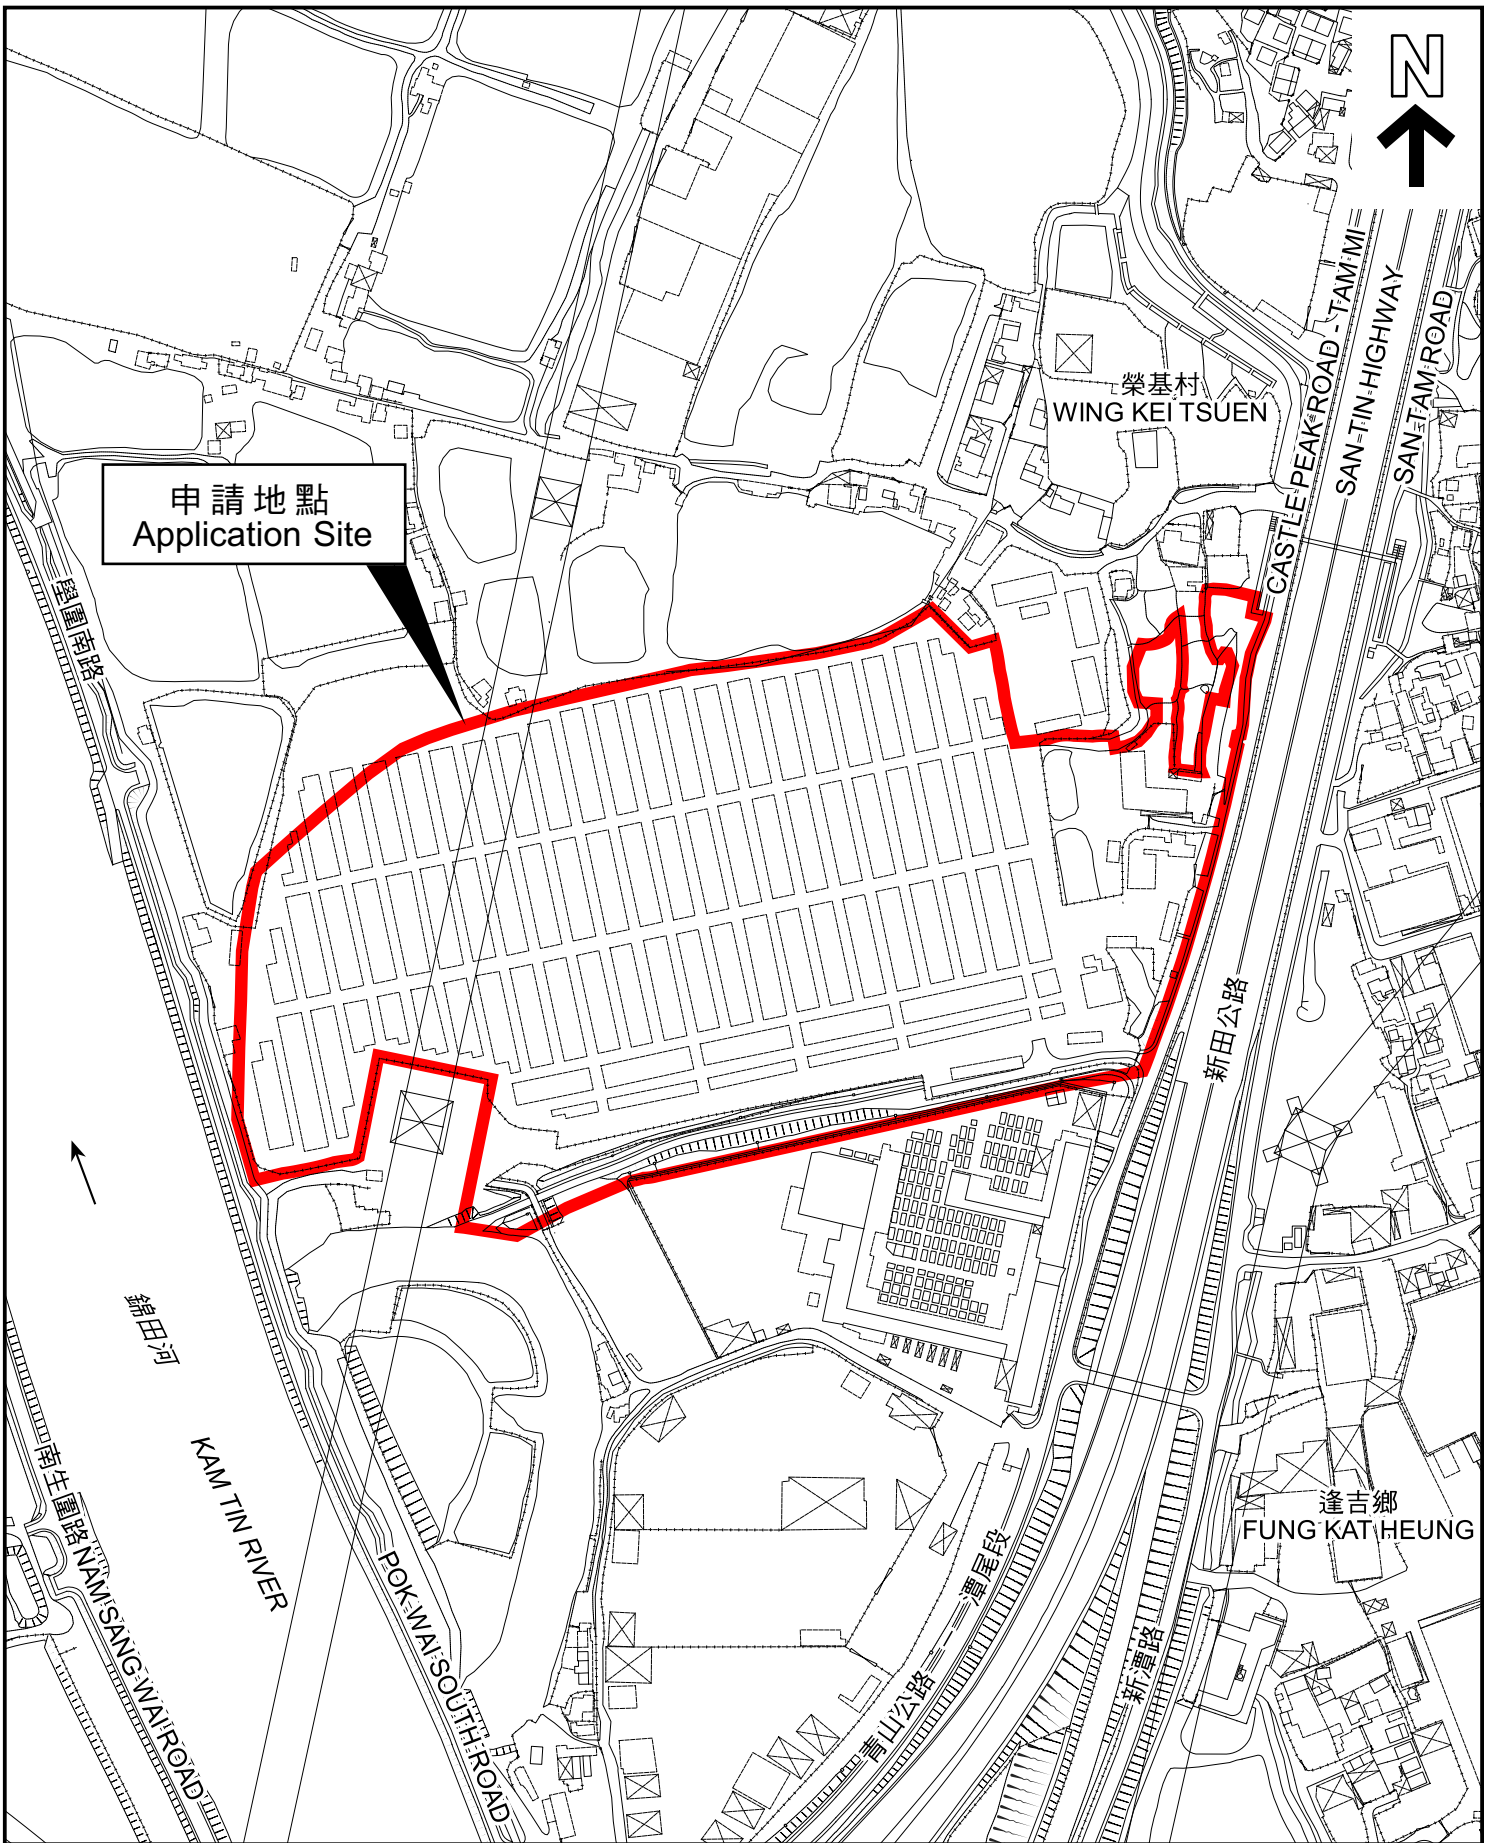 N
CASTLE PEAK ROAD - TAM MI
SAN TIN HIGHWAY
SAN TAM ROAD
榮基村
WING KEI TSUEN
申請地點
Application Site
壆圍南路
新田公路
錦田河
KAM TIN RIVER
南生圍路 NAM SANG WAI ROAD
POK WAI SOUTH ROAD
逢吉鄉
FUNG KAT HEUNG
青山公路 - 潭尾段
新潭路